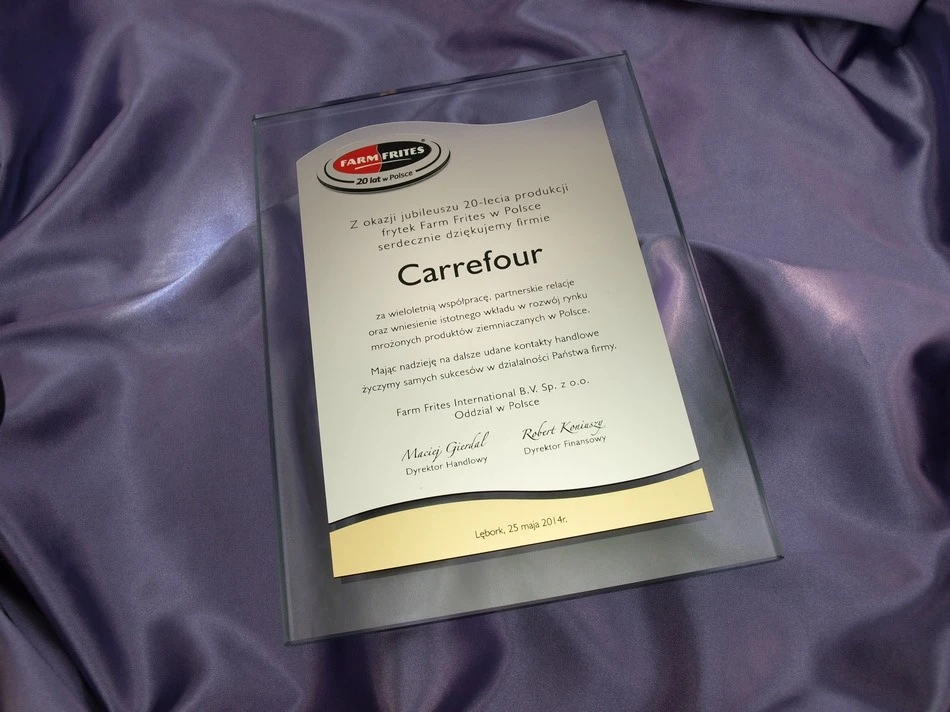 FARM FRITES
20 lat w Polsce
Z okazji jubileuszu 20-lecia produkcji
frytek Farm Frites w Polsce
serdecznie dziękujemy firmie
Carrefour
za wieloletnią współpracę, partnerskie relacje
oraz wniesienie istotnego wkładu w rozwój rynku
mrożonych produktów ziemniaczanych w Polsce.
Mając nadzieję na dalsze udane kontakty handlowe
życzymy samych sukcesów w działalności Państwa firmy.
Farm Frites International B.V. Sp. z o.o.
Oddział w Polsce
Maciej Gierdal Robert Koniuszy
Dyrektor Handlowy Dyrektor Finansowy
Lębork, 25 maja 2014r.